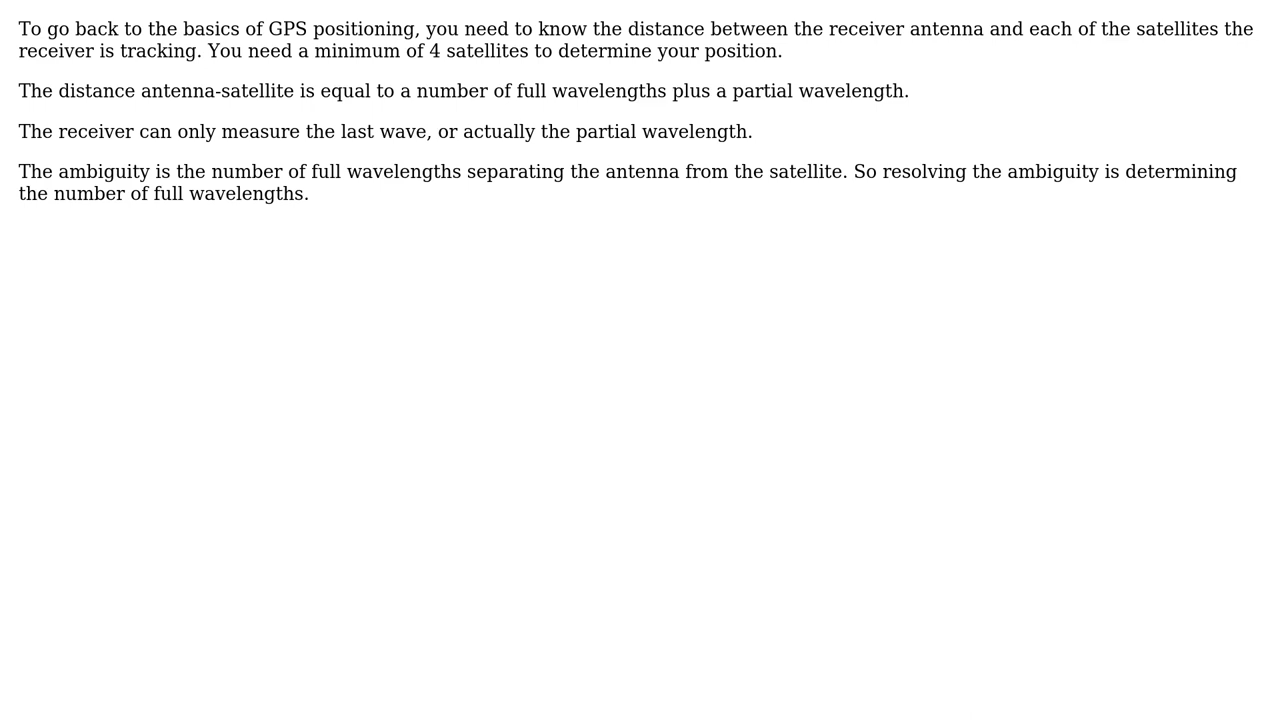 To go back to the basics of GPS positioning, you need to know the distance between the receiver antenna and each of the satellites the
receiver is tracking. You need a minimum of 4 satellites to determine your position.
The distance antenna-satellite is equal to a number of full wavelengths plus a partial wavelength.
The receiver can only measure the last wave, or actually the partial wavelength.
The ambiguity is the number of full wavelengths separating the antenna from the satellite. So resolving the ambiguity is determining
the number of full wavelengths.